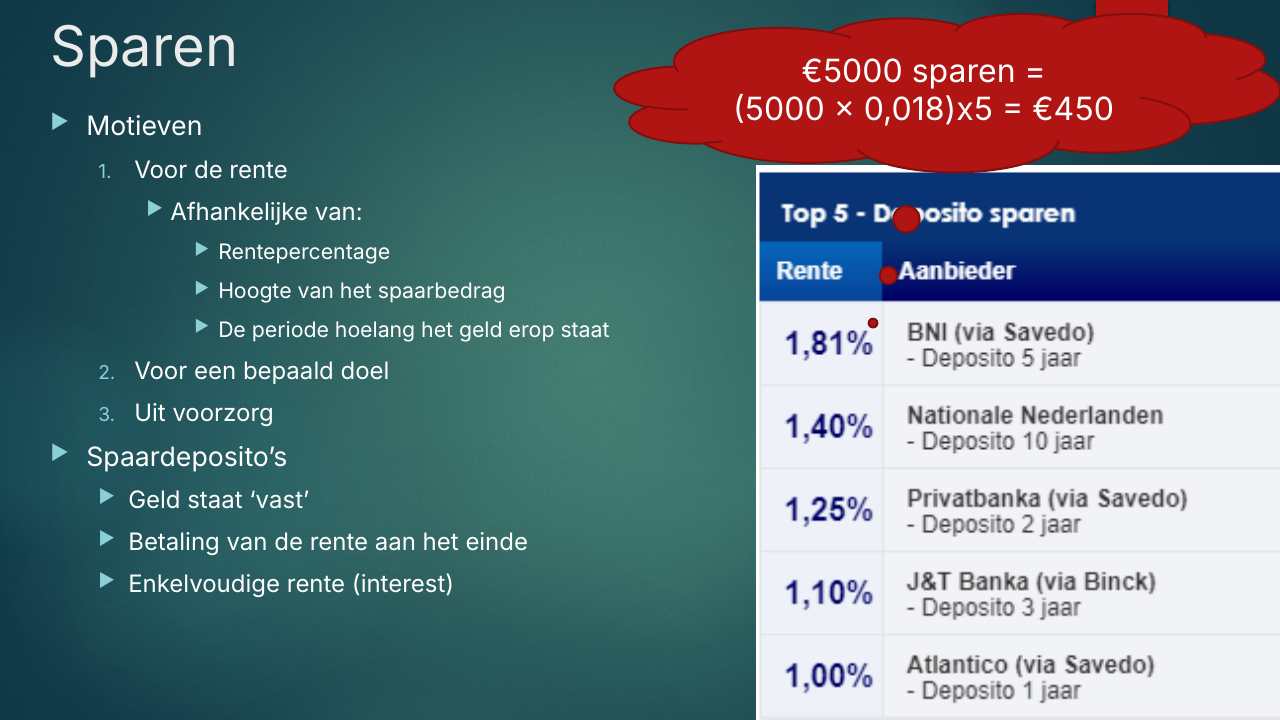 Sparen
Motieven
1. Voor de rente
Afhankelijke van:
Rentepercentage
Hoogte van het spaarbedrag
De periode hoelang het geld erop staat
2. Voor een bepaald doel
3. Uit voorzorg
Spaardeposito’s
Geld staat ‘vast’
Betaling van de rente aan het einde
Enkelvoudige rente (interest)
€5000 sparen =
(5000 × 0,018)x5 = €450
Top 5 - Deposito sparen
Rente Aanbieder
1,81% BNI (via Savedo)
- Deposito 5 jaar
1,40% Nationale Nederlanden
- Deposito 10 jaar
1,25% Privatbanka (via Savedo)
- Deposito 2 jaar
1,10% J&T Banka (via Binck)
- Deposito 3 jaar
1,00% Atlantico (via Savedo)
- Deposito 1 jaar